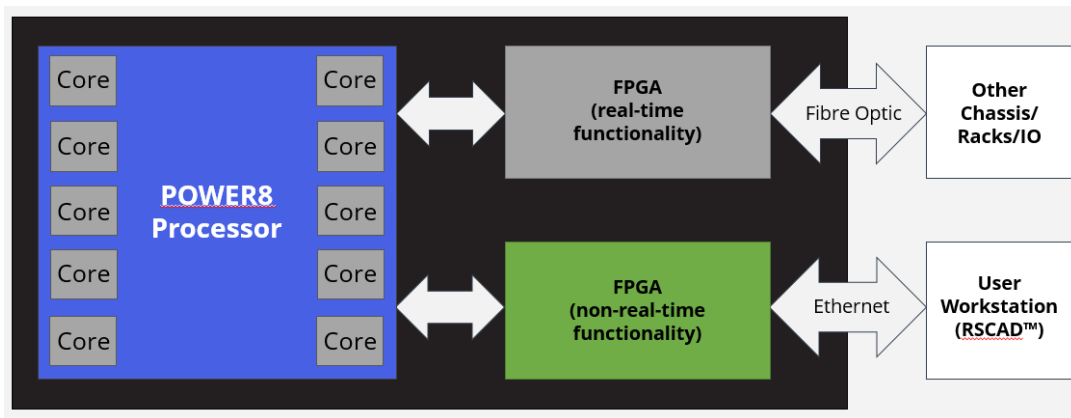 Core
Core
Core
Core
Core
POWER8
Processor
Core
Core
Core
Core
Core
FPGA
(real-time
functionality)
Fibre Optic
Other
Chassis/
Racks/IO
FPGA
(non-real-time
functionality)
Ethernet
User
Workstation
(RSCAD™)